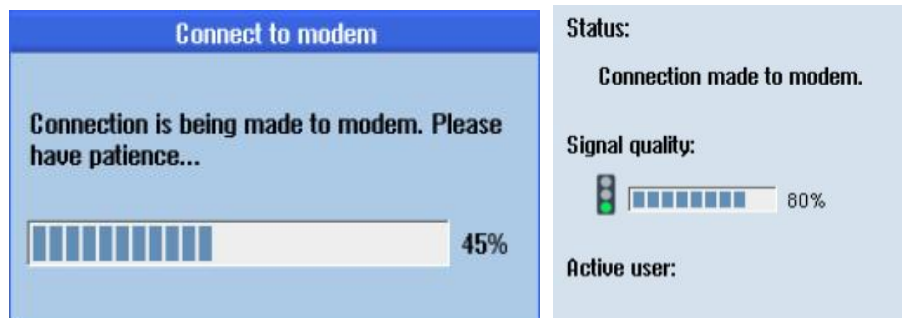 Connect to modem
Connection is being made to modem. Please
have patience...
45%
Status:
Connection made to modem.
Signal quality:
80%
Active user: